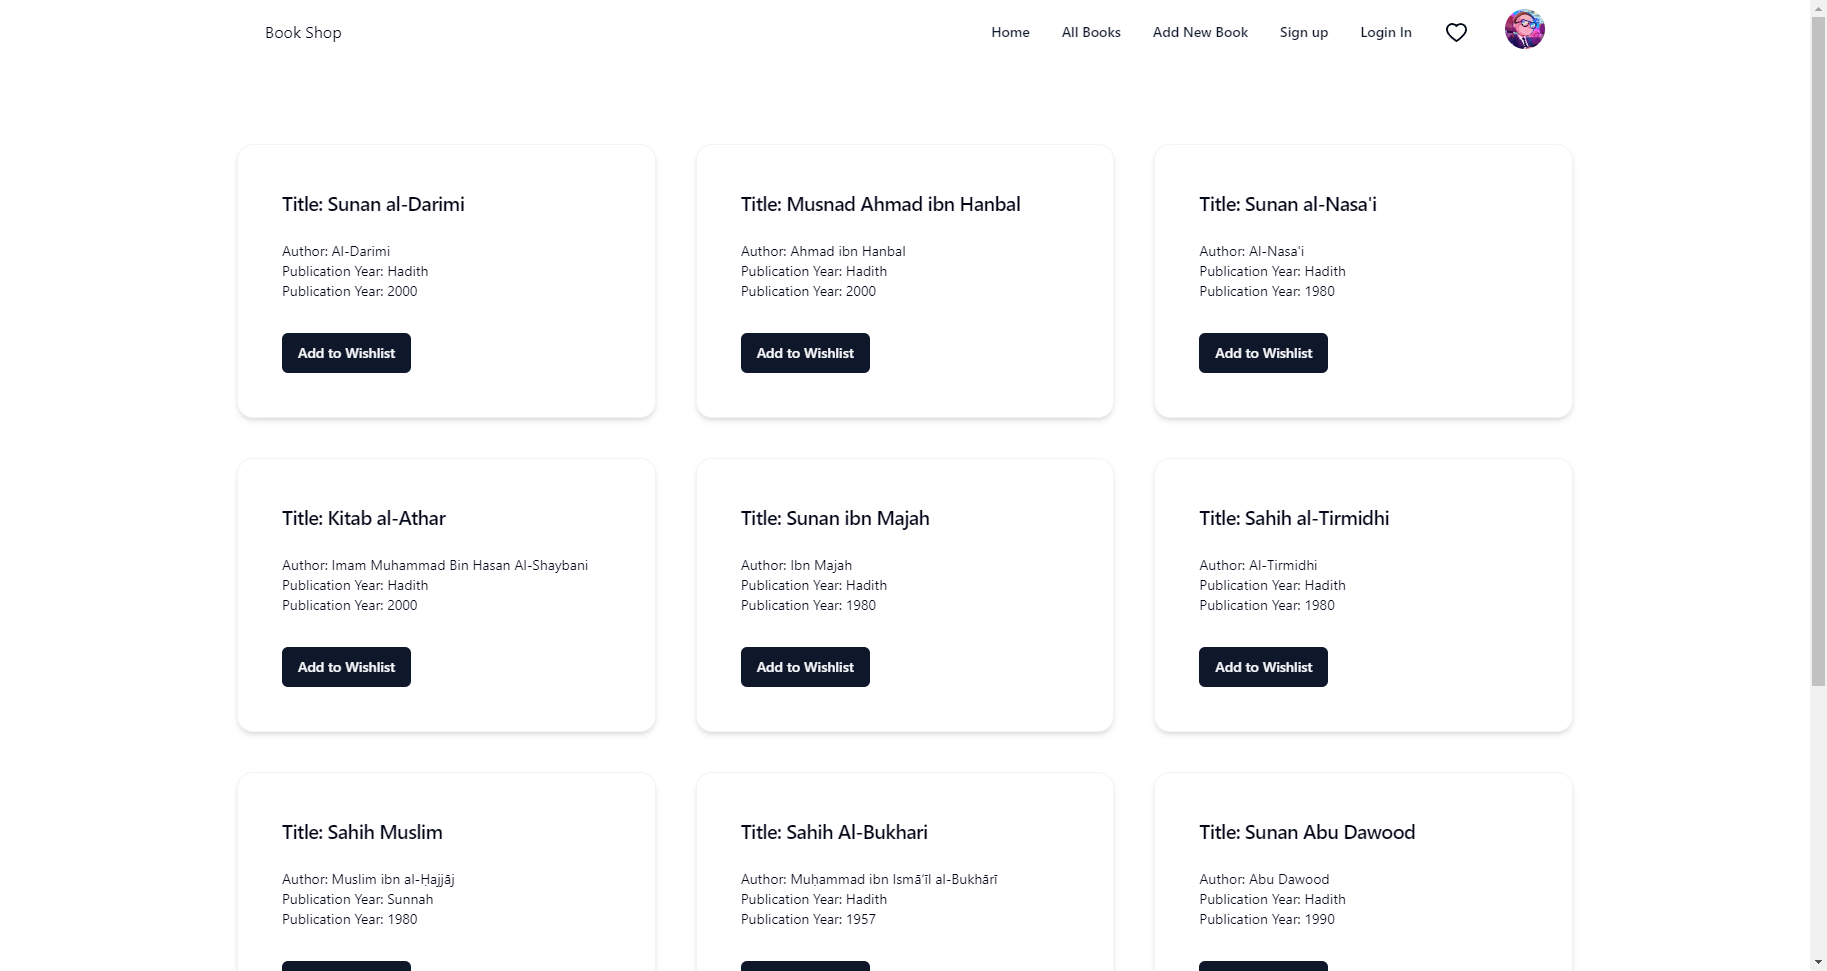 Book Shop
Home
All Books
Add New Book
Sign up
Login In
Title: Sunan al-Darimi
Author: Al-Darimi
Publication Year: Hadith
Publication Year: 2000
Add to Wishlist
Title: Musnad Ahmad ibn Hanbal
Author: Ahmad ibn Hanbal
Publication Year: Hadith
Publication Year: 2000
Add to Wishlist
Title: Sunan al-Nasa'i
Author: Al-Nasa'i
Publication Year: Hadith
Publication Year: 1980
Add to Wishlist
Title: Kitab al-Athar
Author: Imam Muhammad Bin Hasan Al-Shaybani
Publication Year: Hadith
Publication Year: 2000
Add to Wishlist
Title: Sunan ibn Majah
Author: Ibn Majah
Publication Year: Hadith
Publication Year: 1980
Add to Wishlist
Title: Sahih al-Tirmidhi
Author: Al-Tirmidhi
Publication Year: Hadith
Publication Year: 1980
Add to Wishlist
Title: Sahih Muslim
Author: Muslim ibn al-Ḥajjāj
Publication Year: Sunnah
Publication Year: 1980
Title: Sahih Al-Bukhari
Author: Muḥammad ibn Ismā‘īl al-Bukhārī
Publication Year: Hadith
Publication Year: 1957
Title: Sunan Abu Dawood
Author: Abu Dawood
Publication Year: Hadith
Publication Year: 1990